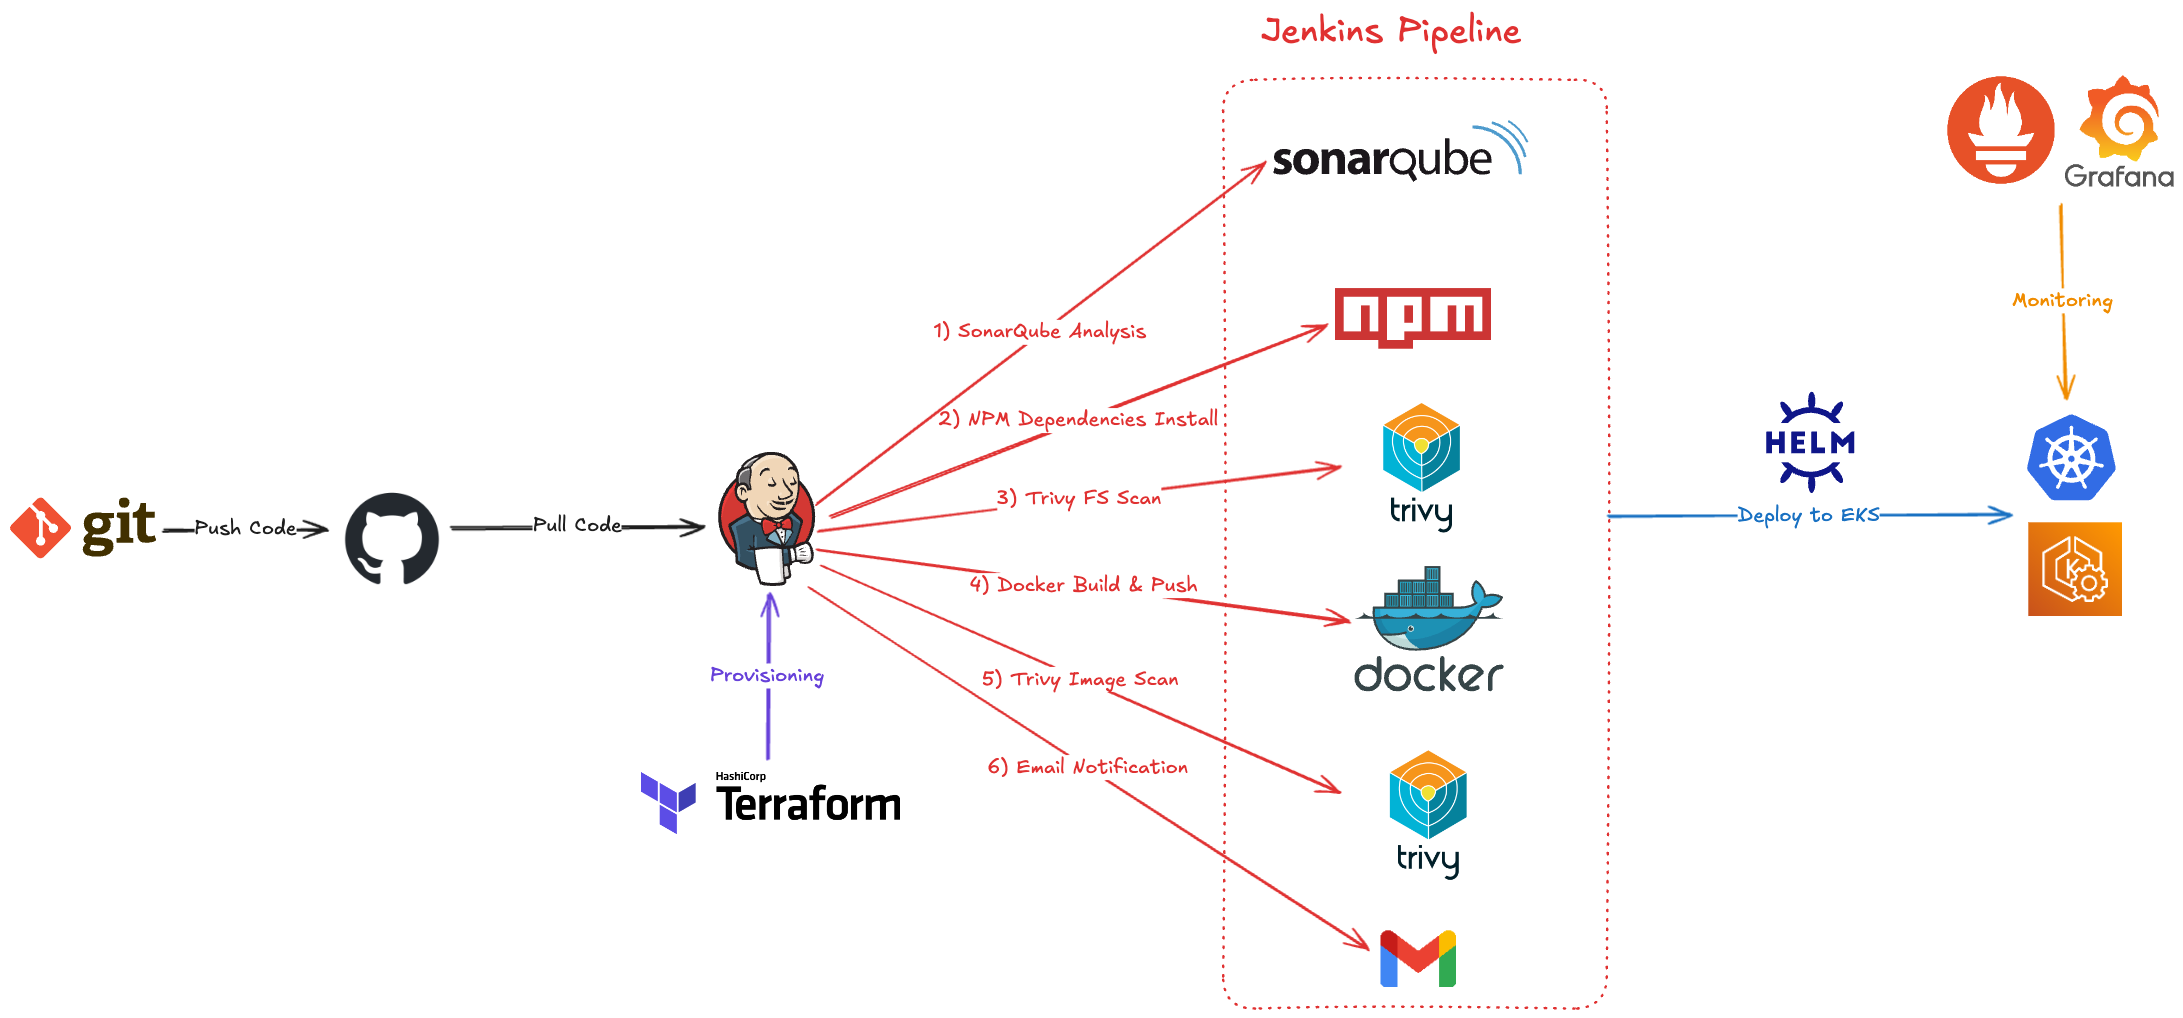 Jenkins Pipeline
sonarqube
Grafana
npm
Monitoring
1) SonarQube Analysis
2) NPM Dependencies Install
HELM
3) Trivy FS Scan
trivy
git
Push Code
Pull Code
Deploy to EKS
K
4) Docker Build & Push
docker
Provisioning
5) Trivy Image Scan
6) Email Notification
HashiCorp
Terraform
trivy